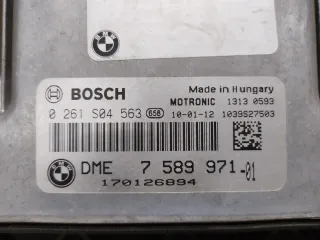 BOSCH
Made in Hungary
MOTRONIC 1313 0593
0 261 S04 563 658 10-01-12 1039S27503
DME 7 589 971-01
170126894